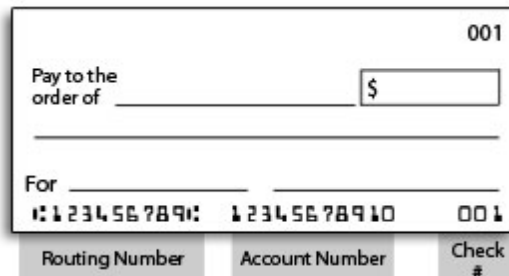 001
Pay to the
order of $
For
⑆123456789⑆ 12345678910 001
Routing Number Account Number Check
#